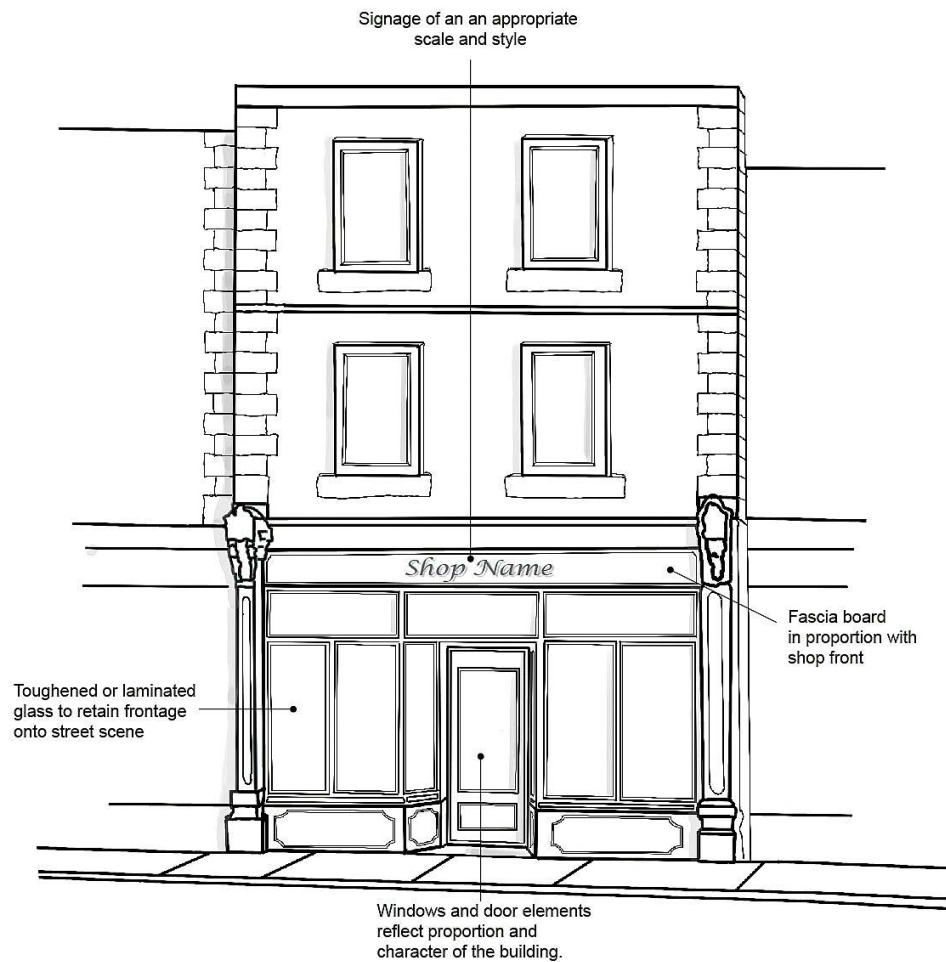 Signage of an an appropriate
scale and style
Shop Name
Fascia board
in proportion with
shop front
Toughened or laminated
glass to retain frontage
onto street scene
Windows and door elements
reflect proportion and
character of the building.